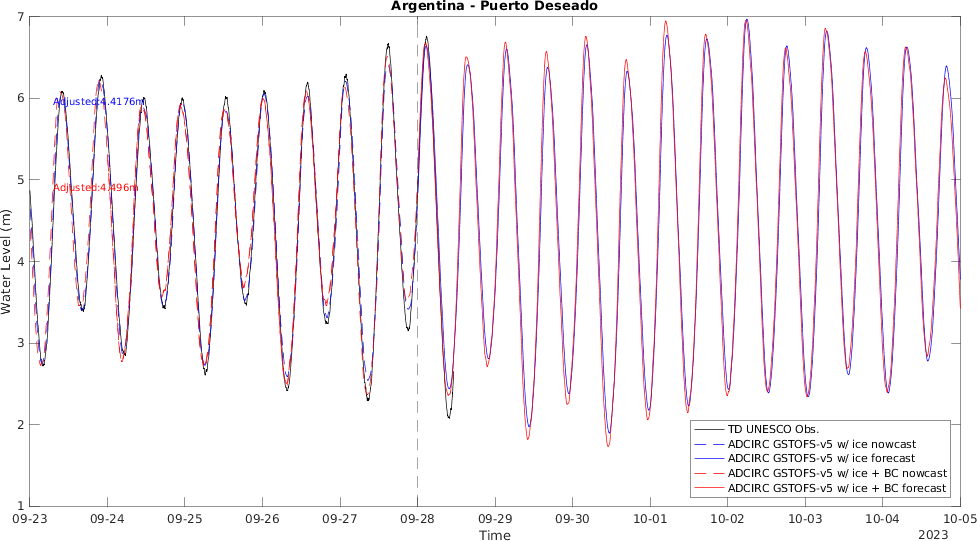 Argentina - Puerto Deseado
7
6
5
4
3
2
1
Water Level (m)
Adjusted:4.4176m
Adjusted:4.496m
TD UNESCO Obs.
ADCIRC GSTOFS-v5 w/ ice nowcast
ADCIRC GSTOFS-v5 w/ ice forecast
ADCIRC GSTOFS-v5 w/ ice + BC nowcast
ADCIRC GSTOFS-v5 w/ ice + BC forecast
09-23 09-24 09-25 09-26 09-27 09-28 09-29 09-30 10-01 10-02 10-03 10-04 10-05
Time
2023